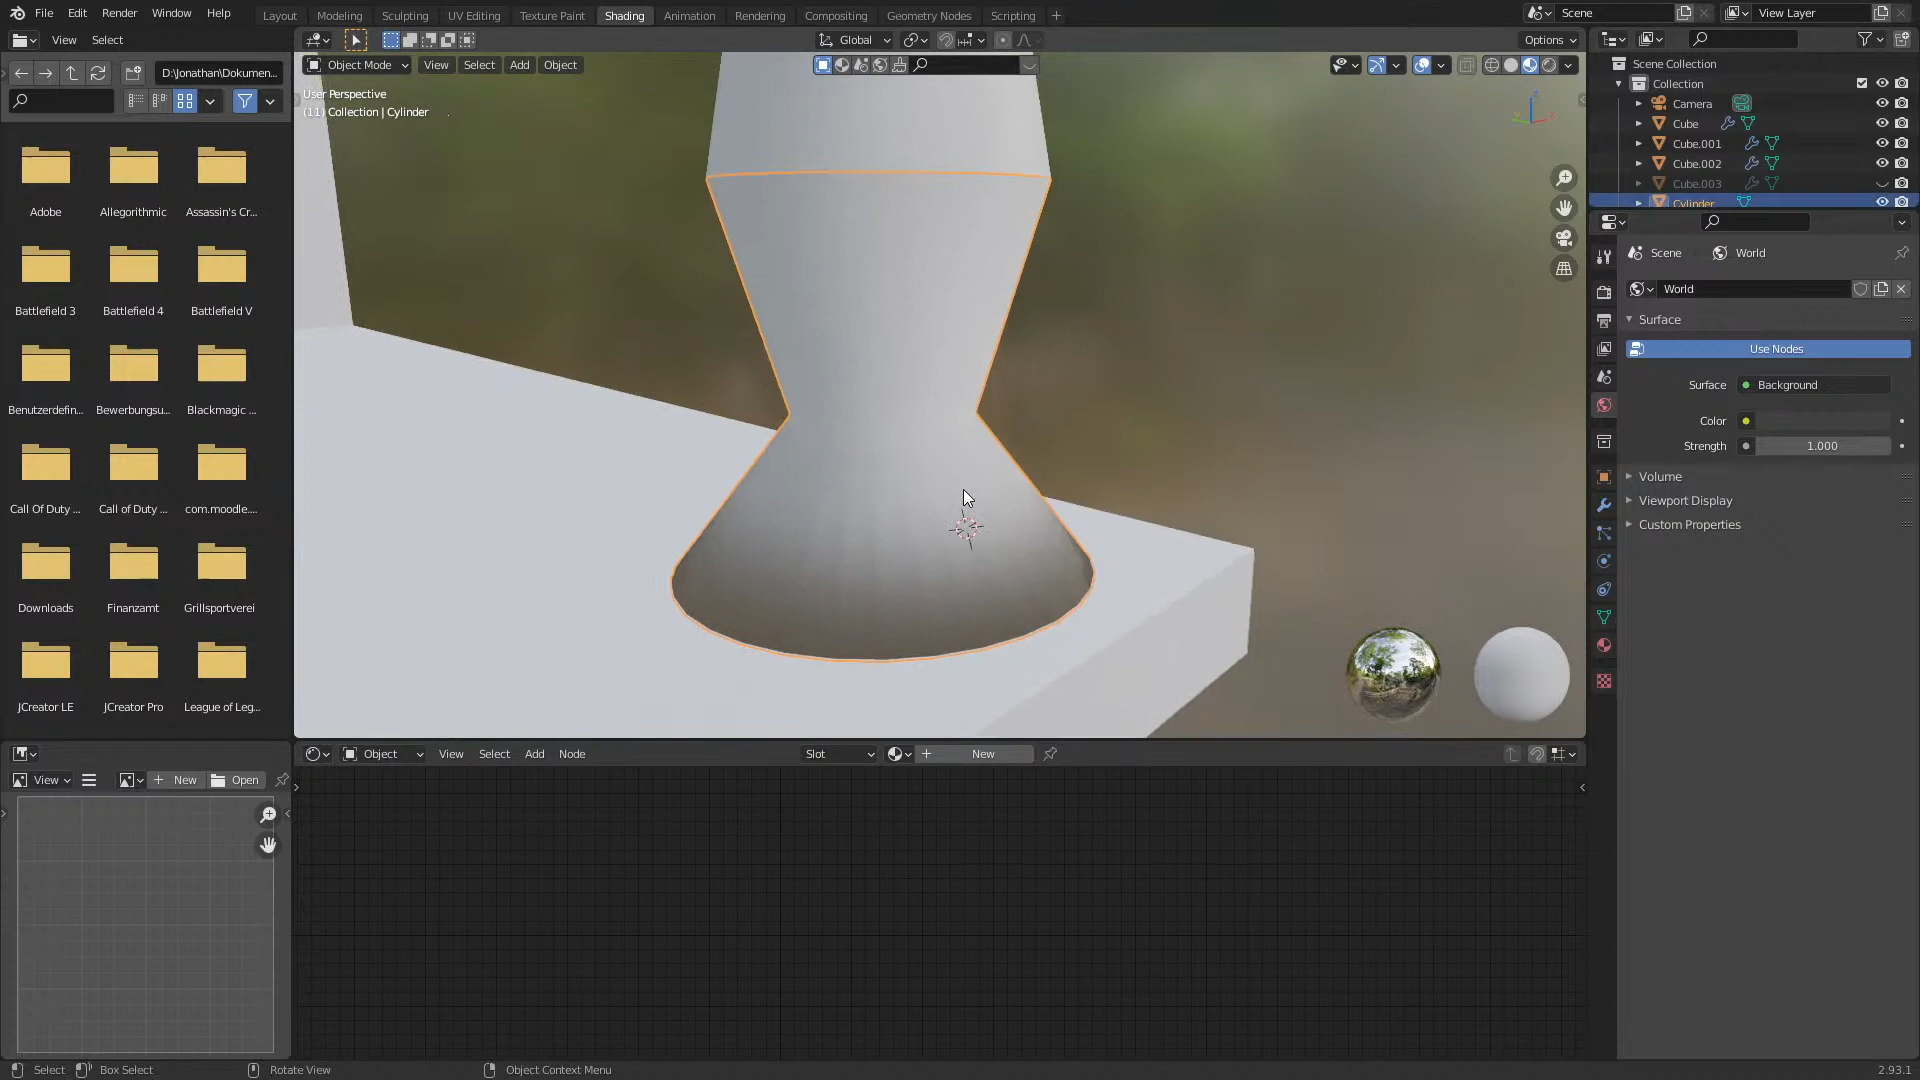 File Edit Render Window Help Layout Modeling Sculpting UV Editing Texture Paint Shading Animation Rendering Compositing Geometry Nodes Scripting + Scene View Layer
View Select Global Options
D:\Jonathan\Dokumen... Object Mode View Select Add Object
User Perspective
(11) Collection | Cylinder
Scene Collection
Collection
Camera
Cube
Cube.001
Cube.002
Cube.003
Cylinder
Adobe Allegorithmic Assassin's Cr...
Battlefield 3 Battlefield 4 Battlefield V
Benutzerdefin... Bewerbungsu... Blackmagic ...
Call Of Duty ... Call of Duty ... com.moodle....
Downloads Finanzamt Grillsportverei
JCreator LE JCreator Pro League of Leg...
Scene World
World
Surface
Use Nodes
Surface Background
Color
Strength 1.000
Volume
Viewport Display
Custom Properties
Object View Select Add Node Slot New
View New Open
Select Box Select Rotate View Object Context Menu 2.93.1